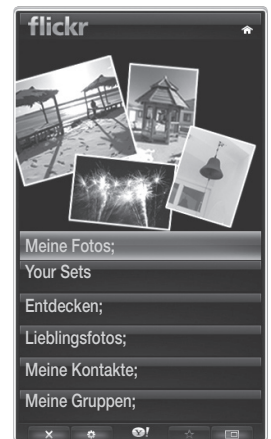 flickr
Meine Fotos;
Your Sets
Entdecken;
Lieblingsfotos;
Meine Kontakte;
Meine Gruppen;
Y!